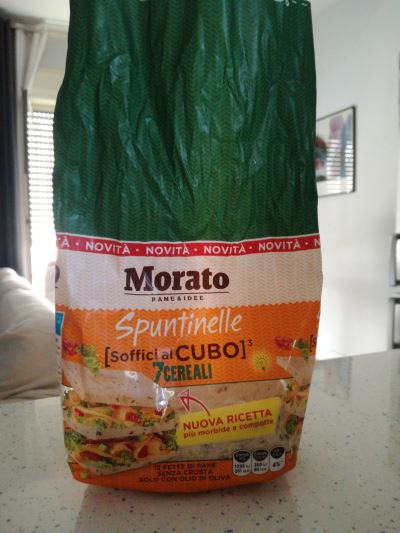 NOVITÀ • NOVITÀ • NOVITÀ • NOVITÀ
Morato
PANE & IDEE
Spuntinelle
[Soffici al CUBO]³
7CEREALI
NUOVA RICETTA
più morbide e compatte
12 FETTE DI PANE
SENZA CROSTA
SOLO CON OLIO DI OLIVA
4%